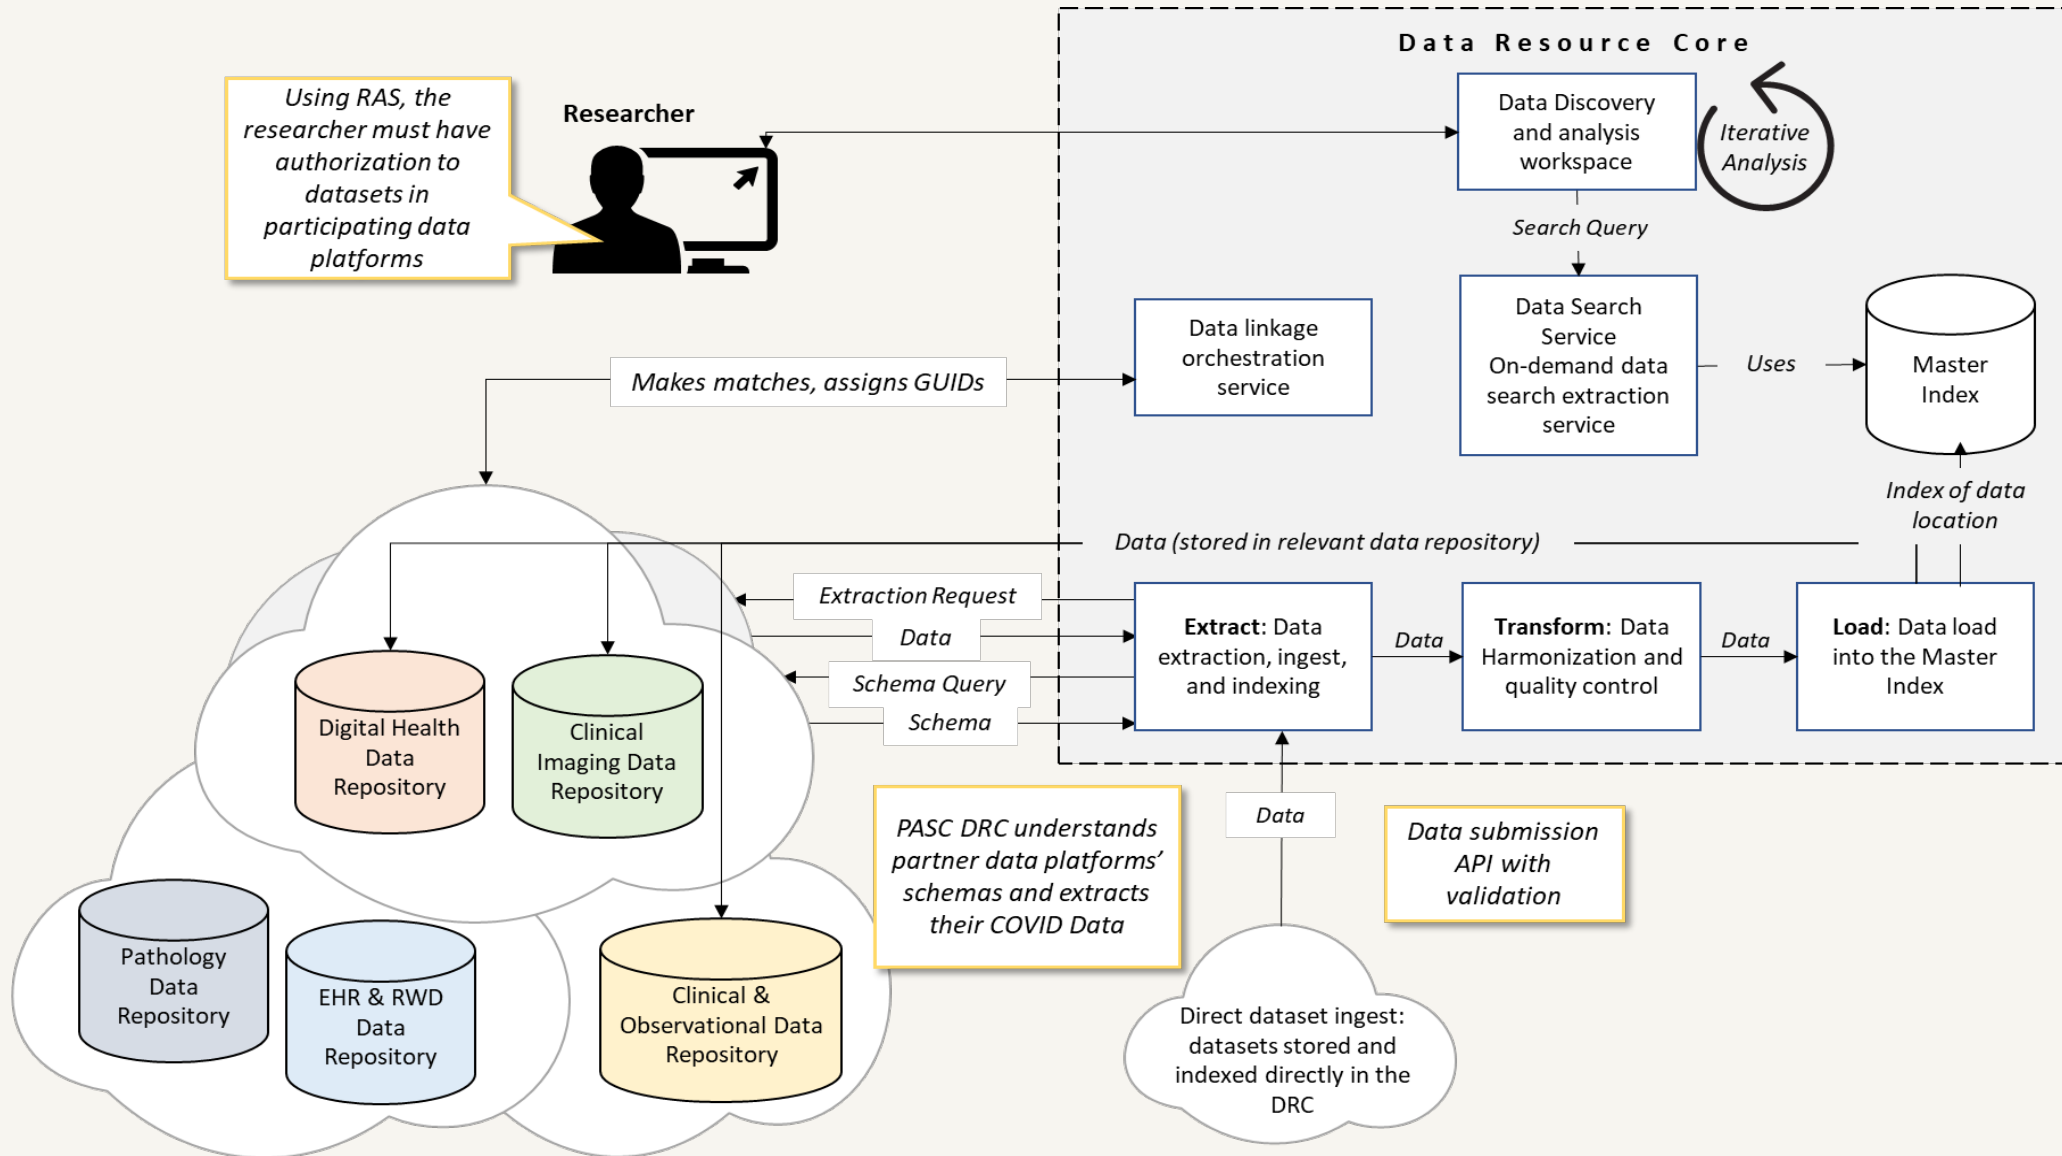 Data Resource Core
Using RAS, the
researcher must have
authorization to
datasets in
participating data
platforms
Researcher
Data Discovery
and analysis
workspace
Iterative
Analysis
Search Query
Data linkage
orchestration
service
Data Search
Service
On-demand data
search extraction
service
Uses
Master
Index
Makes matches, assigns GUIDs
Index of data
location
Data (stored in relevant data repository)
Extraction Request
Data
Schema Query
Schema
Extract: Data
extraction, ingest,
and indexing
Data
Transform: Data
Harmonization and
quality control
Data
Load: Data load
into the Master
Index
Digital Health
Data
Repository
Clinical
Imaging Data
Repository
PASC DRC understands
partner data platforms’
schemas and extracts
their COVID Data
Data
Data submission
API with
validation
Pathology
Data
Repository
EHR & RWD
Data
Repository
Clinical &
Observational Data
Repository
Direct dataset ingest:
datasets stored and
indexed directly in the
DRC